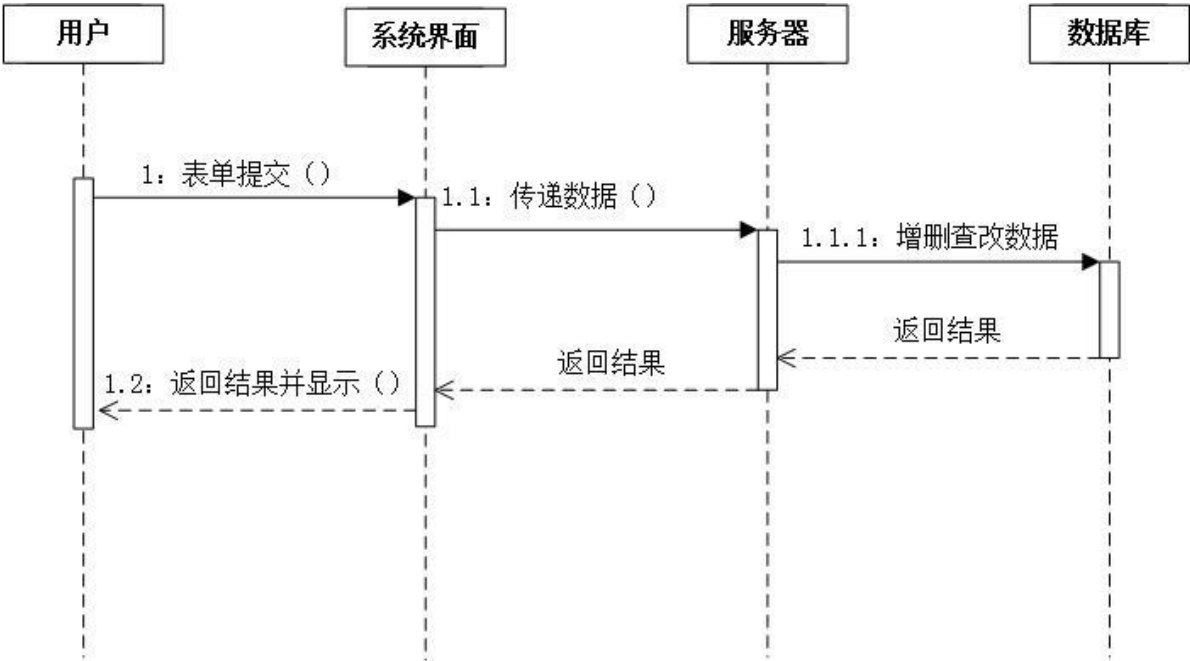 用户
系统界面
服务器
数据库
1：表单提交（）
1.1：传递数据（）
1.1.1：增删查改数据
返回结果
返回结果
1.2：返回结果并显示（）